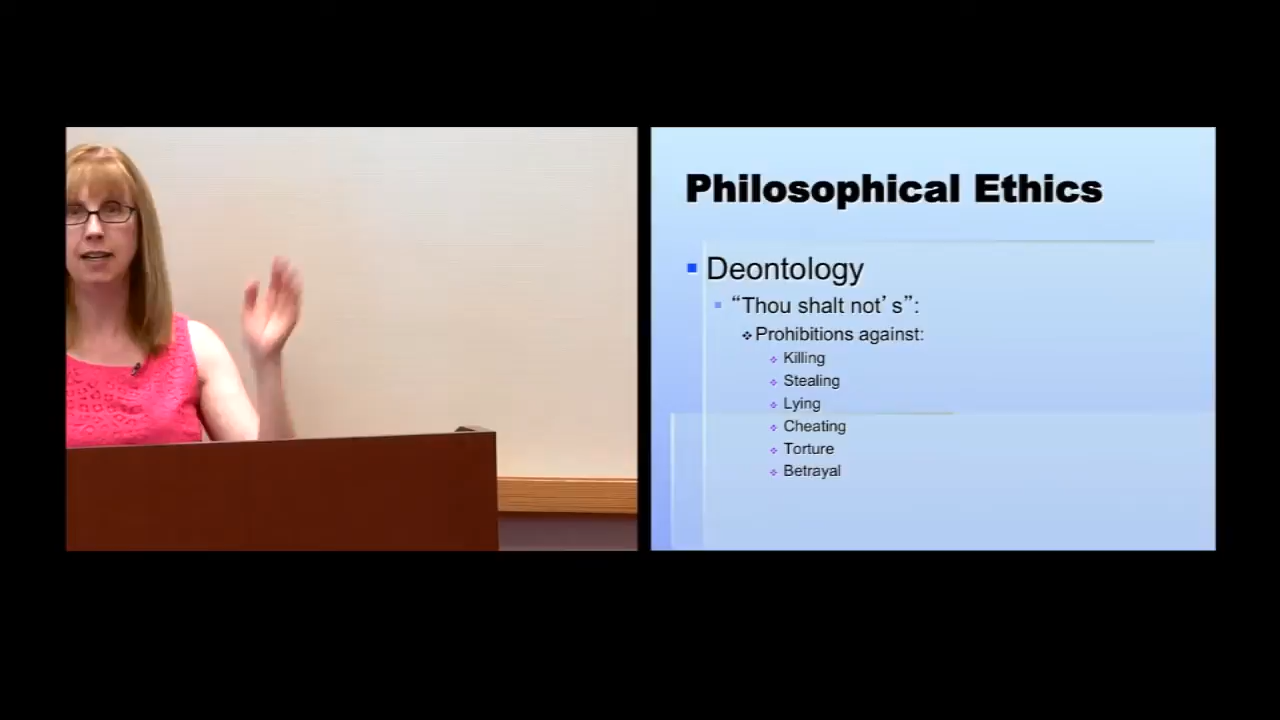 Philosophical Ethics
Deontology
“Thou shalt not’ s”:
Prohibitions against:
Killing
Stealing
Lying
Cheating
Torture
Betrayal